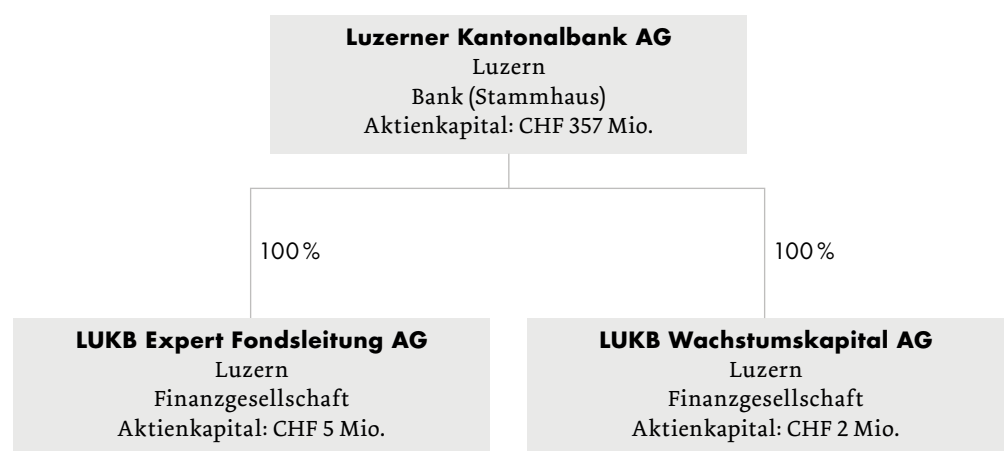 Luzerner Kantonalbank AG
Luzern
Bank (Stammhaus)
Aktienkapital: CHF 357 Mio.
100 %
100 %
LUKB Expert Fondsleitung AG
Luzern
Finanzgesellschaft
Aktienkapital: CHF 5 Mio.
LUKB Wachstumskapital AG
Luzern
Finanzgesellschaft
Aktienkapital: CHF 2 Mio.